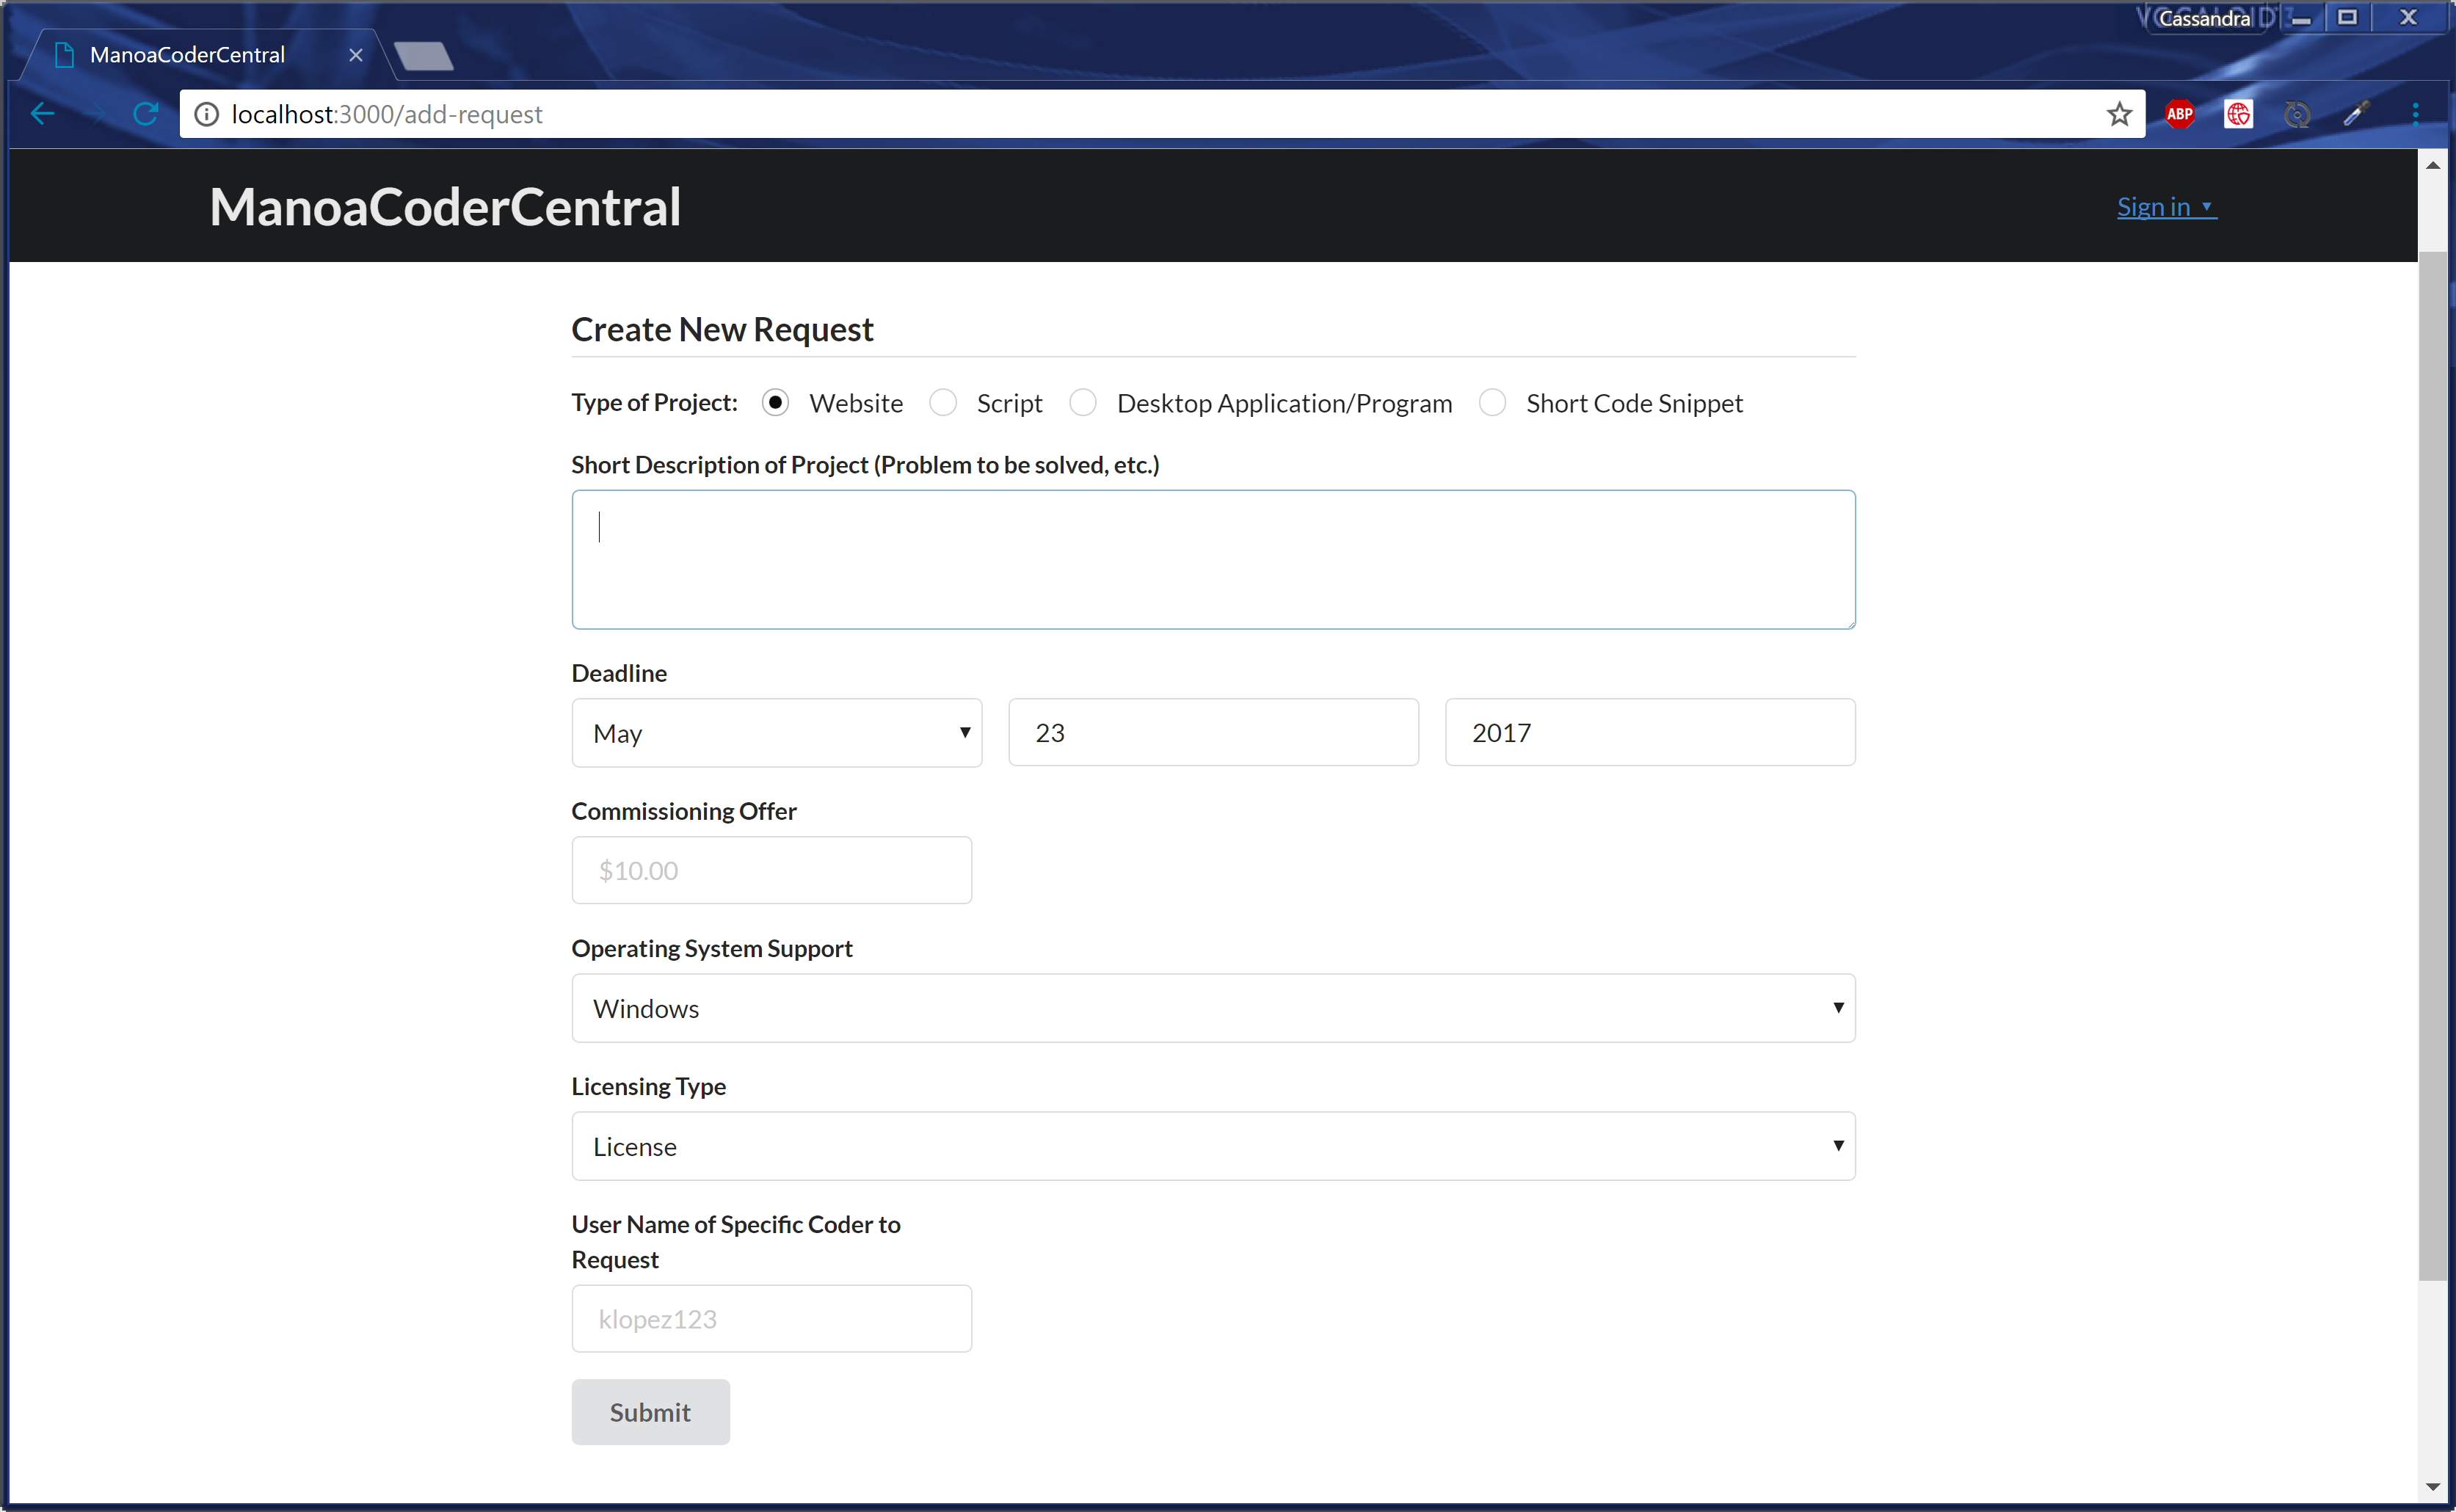 Cassandra
ManoaCoderCentral
localhost:3000/add-request
ABP
ManoaCoderCentral
Sign in
Create New Request
Type of Project: Website Script Desktop Application/Program Short Code Snippet
Short Description of Project (Problem to be solved, etc.)
Deadline
May 23 2017
Commissioning Offer
$10.00
Operating System Support
Windows
Licensing Type
License
User Name of Specific Coder to
Request
klopez123
Submit